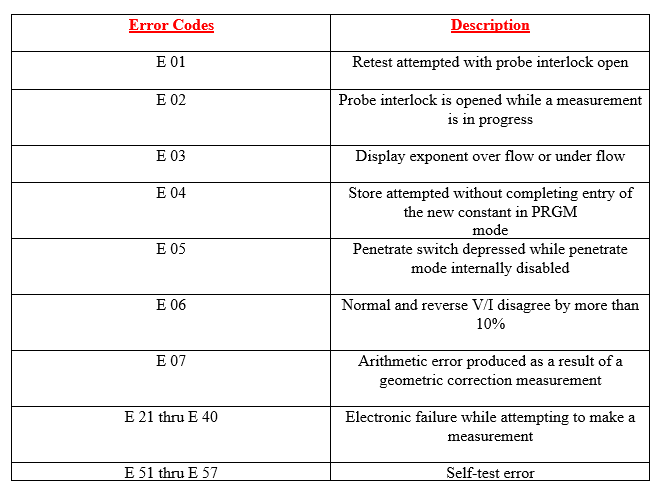 Error Codes Description
E 01 Retest attempted with probe interlock open
E 02 Probe interlock is opened while a measurement
is in progress
E 03 Display exponent over flow or under flow
E 04 Store attempted without completing entry of
the new constant in PRGM
mode
E 05 Penetrate switch depressed while penetrate
mode internally disabled
E 06 Normal and reverse V/I disagree by more than
10%
E 07 Arithmetic error produced as a result of a
geometric correction measurement
E 21 thru E 40 Electronic failure while attempting to make a
measurement
E 51 thru E 57 Self-test error